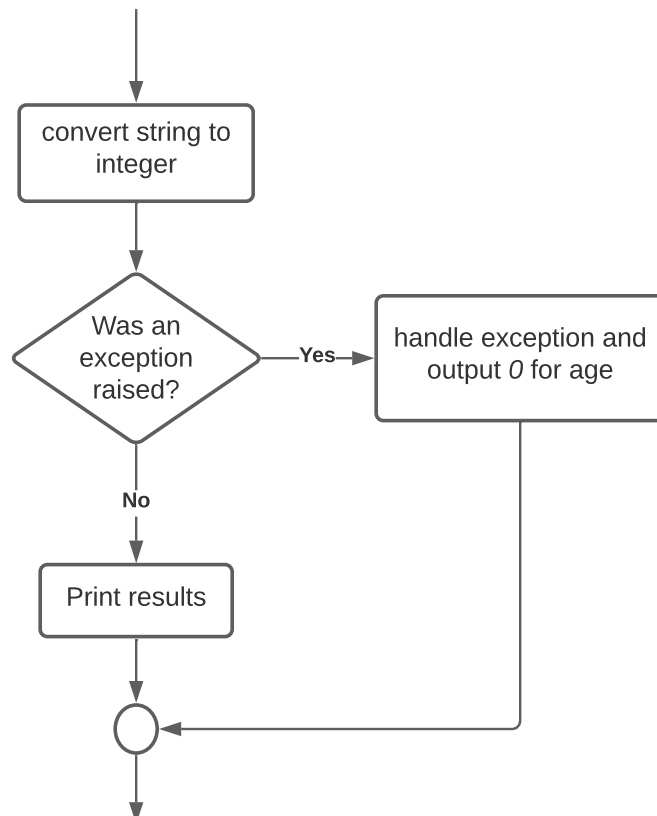 convert string to
integer
Was an
exception
raised?
Yes
handle exception and
output 0 for age
No
Print results